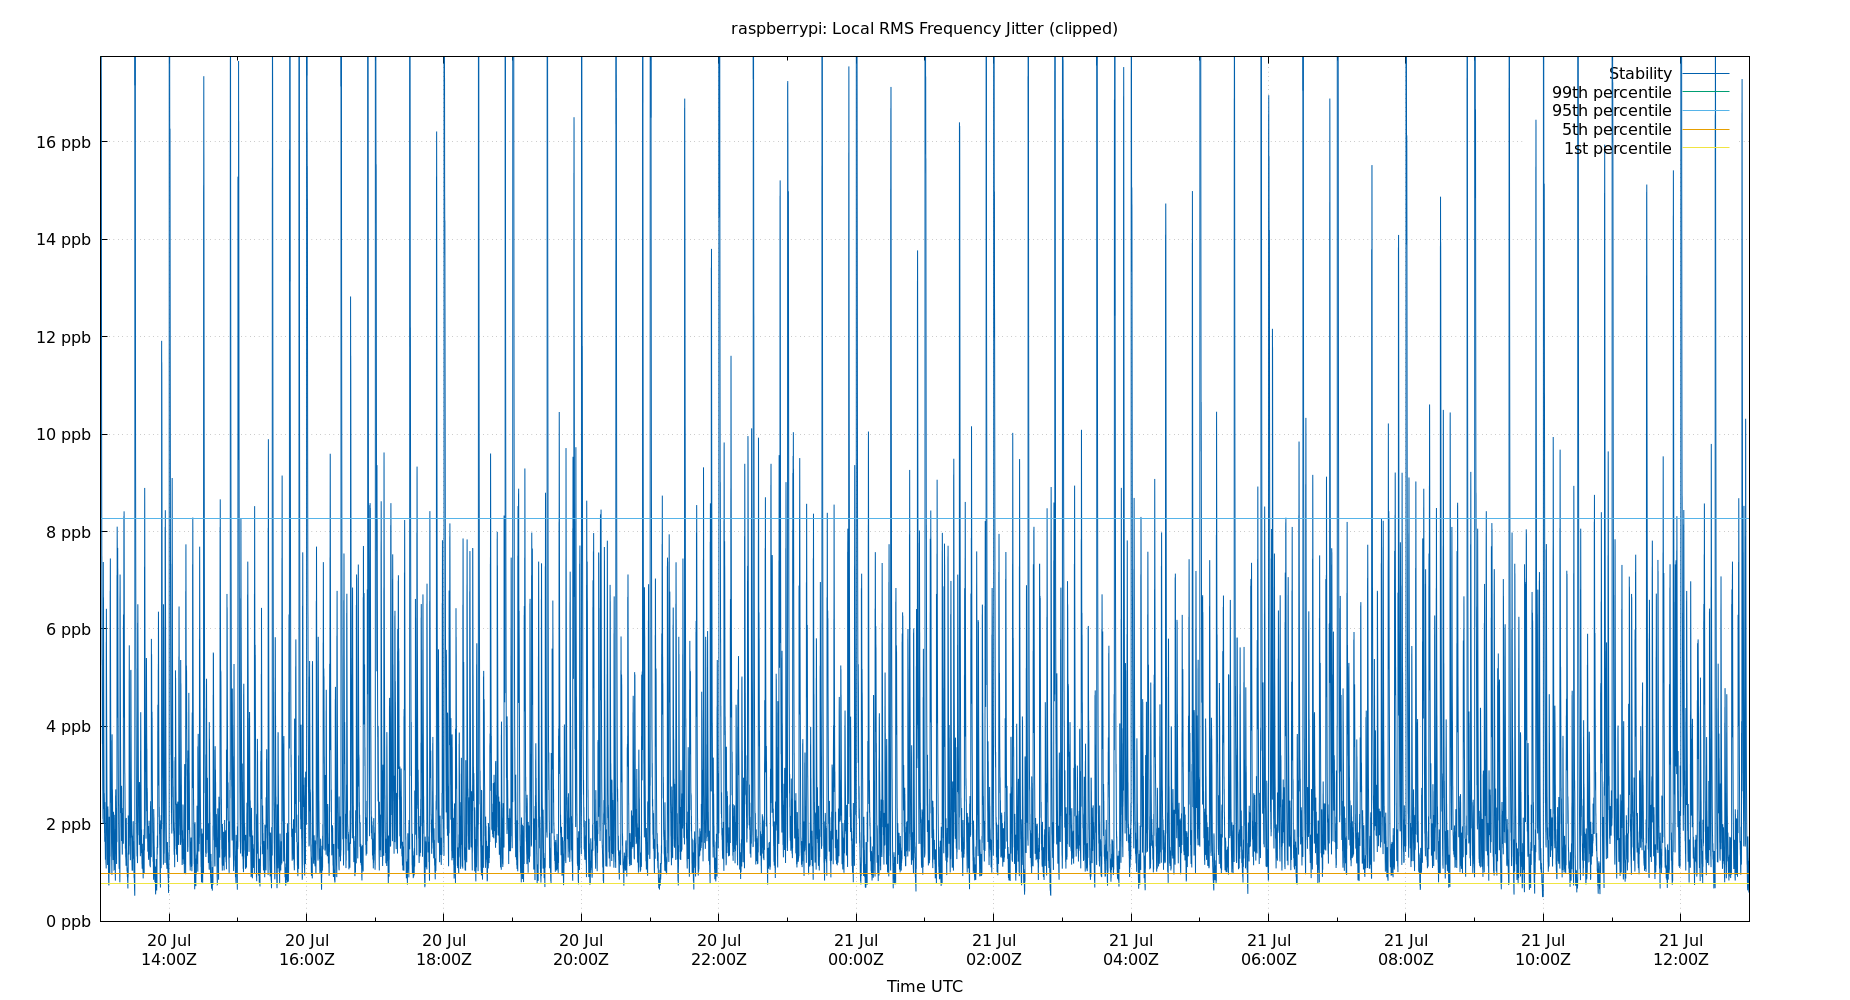 raspberrypi: Local RMS Frequency Jitter (clipped)
Stability
99th percentile
95th percentile
5th percentile
1st percentile
16 ppb
14 ppb
12 ppb
10 ppb
8 ppb
6 ppb
4 ppb
2 ppb
0 ppb
20 Jul 20 Jul 20 Jul 20 Jul 20 Jul 21 Jul 21 Jul 21 Jul 21 Jul 21 Jul 21 Jul 21 Jul
14:00Z 16:00Z 18:00Z 20:00Z 22:00Z 00:00Z 02:00Z 04:00Z 06:00Z 08:00Z 10:00Z 12:00Z
Time UTC